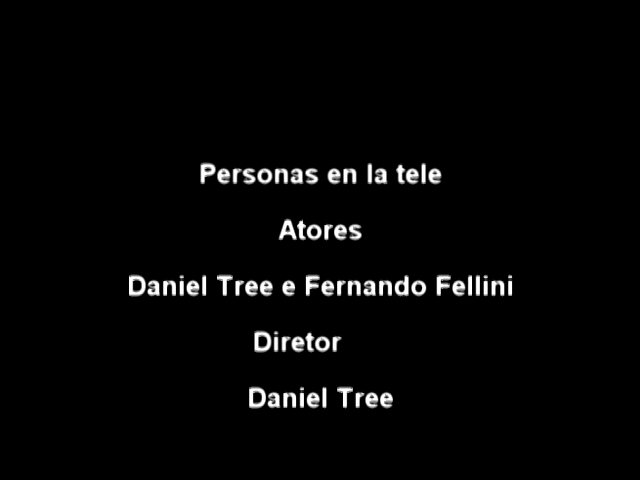 Personas en la tele
Atores
Daniel Tree e Fernando Fellini
Diretor
Daniel Tree